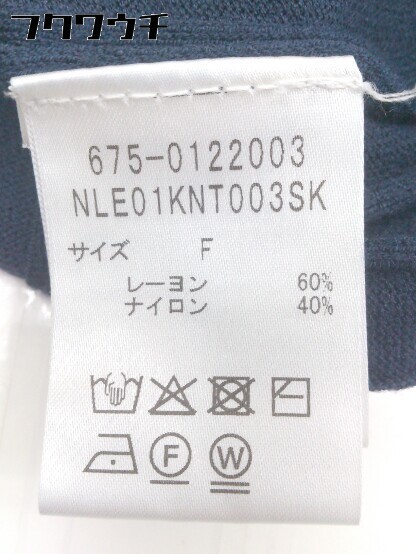 フクワウチ
675-0122003
NLE01KNT003SK
サイズ F
レーヨン 60%
ナイロン 40%
F W